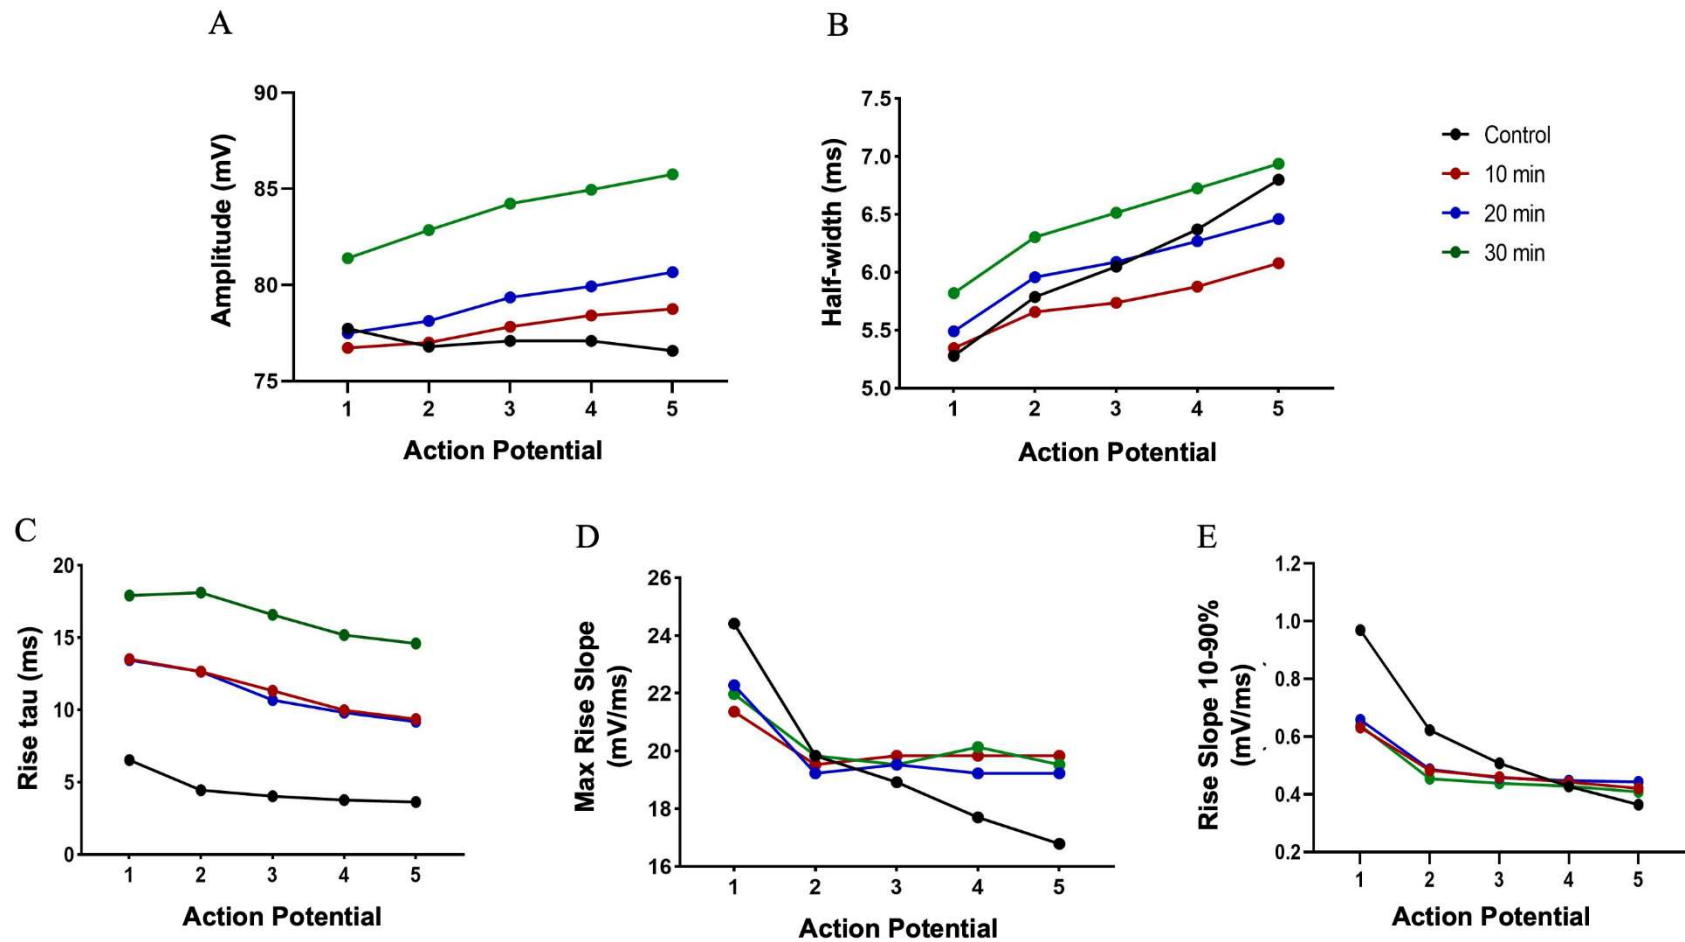 A
90
85
80
75
Amplitude (mV)
1 2 3 4 5
Action Potential
B
7.5
7.0
6.5
6.0
5.5
5.0
Half-width (ms)
1 2 3 4 5
Action Potential
Control
10 min
20 min
30 min
C
20
15
10
5
0
Rise tau (ms)
1 2 3 4 5
Action Potential
D
26
24
22
20
18
16
Max Rise Slope
(mV/ms)
1 2 3 4 5
Action Potential
E
1.2
1.0
0.8
0.6
0.4
0.2
Rise Slope 10-90%
(mV/ms)
1 2 3 4 5
Action Potential